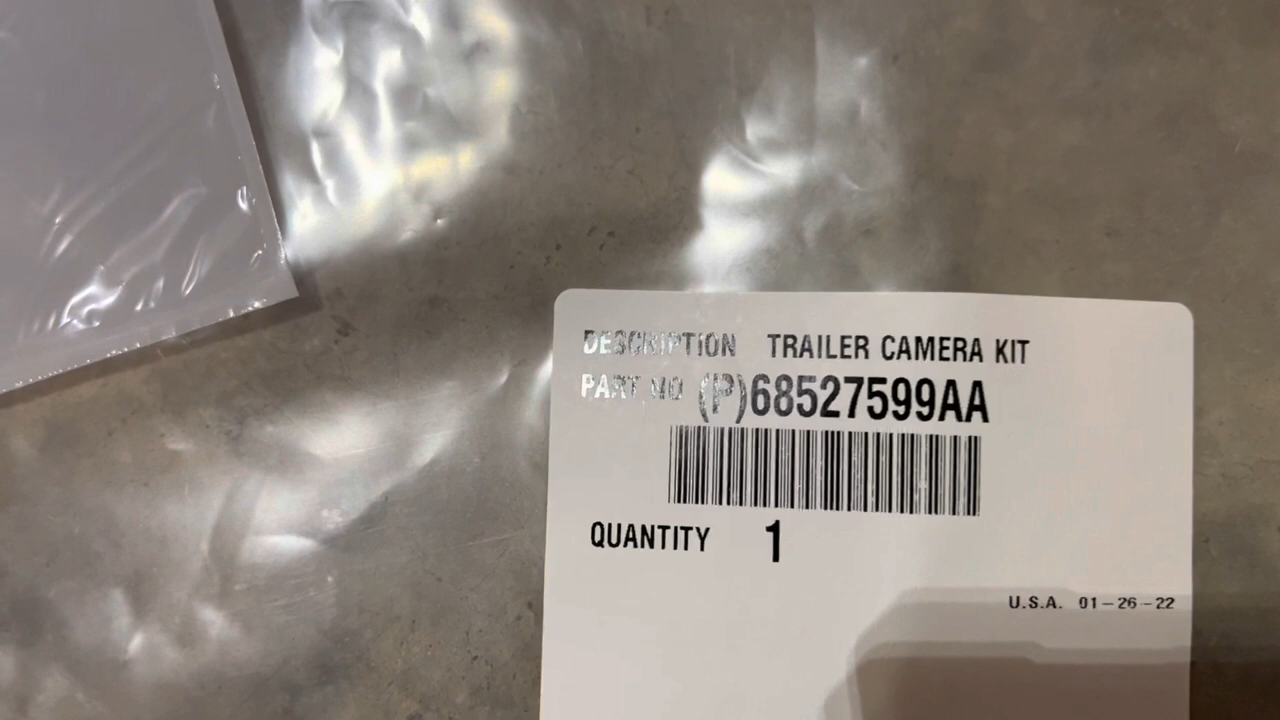 DESCRIPTION TRAILER CAMERA KIT
PART NO (P)68527599AA
QUANTITY 1
U.S.A. 01-26-22